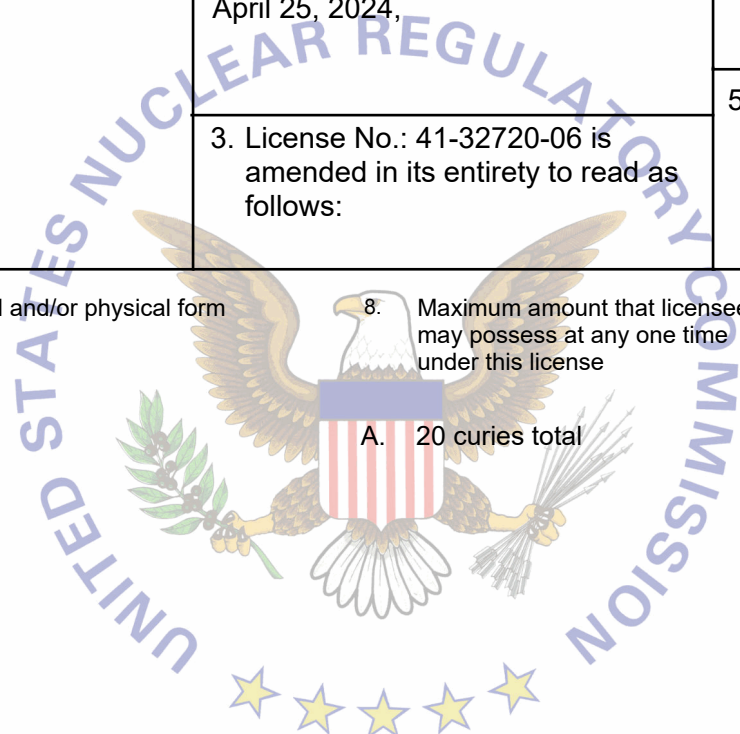 April 25, 2024,
5
3. License No.: 41-32720-06 is
amended in its entirety to read as
follows:
and/or physical form
8. Maximum amount that licensee
may possess at any one time
under this license
A. 20 curies total
UNITED STATES NUCLEAR REGULATORY COMMISSION